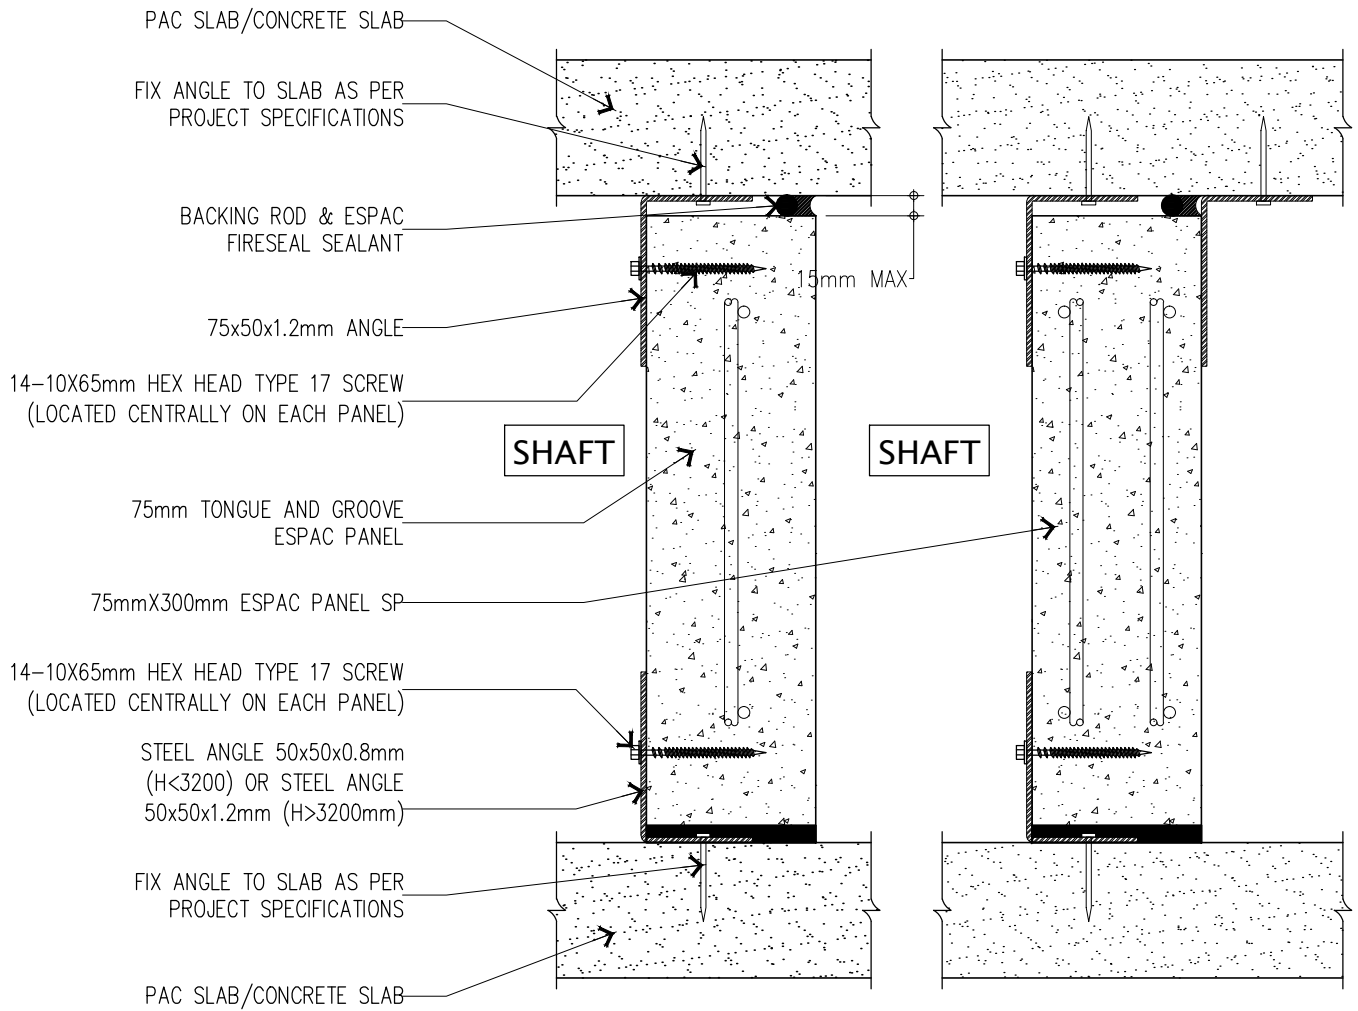 PAC SLAB/CONCRETE SLAB
FIX ANGLE TO SLAB AS PER
PROJECT SPECIFICATIONS
BACKING ROD & ESPAC
FIRESEAL SEALANT
15mm MAX
75x50x1.2mm ANGLE
14-10X65mm HEX HEAD TYPE 17 SCREW
(LOCATED CENTRALLY ON EACH PANEL)
SHAFT
SHAFT
75mm TONGUE AND GROOVE
ESPAC PANEL
75mmX300mm ESPAC PANEL SP
14-10X65mm HEX HEAD TYPE 17 SCREW
(LOCATED CENTRALLY ON EACH PANEL)
STEEL ANGLE 50x50x0.8mm
(H<3200) OR STEEL ANGLE
50x50x1.2mm (H>3200mm)
FIX ANGLE TO SLAB AS PER
PROJECT SPECIFICATIONS
PAC SLAB/CONCRETE SLAB